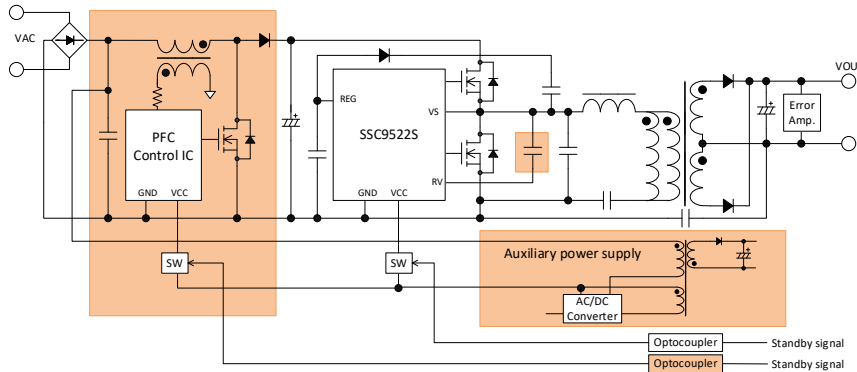 VAC
VOU
REG
PFC
Control IC
SSC9522S
VS
RV
Error
Amp.
GND
VCC
GND
VCC
SW
SW
Auxiliary power supply
AC/DC
Converter
Optocoupler
Standby signal
Optocoupler
Standby signal